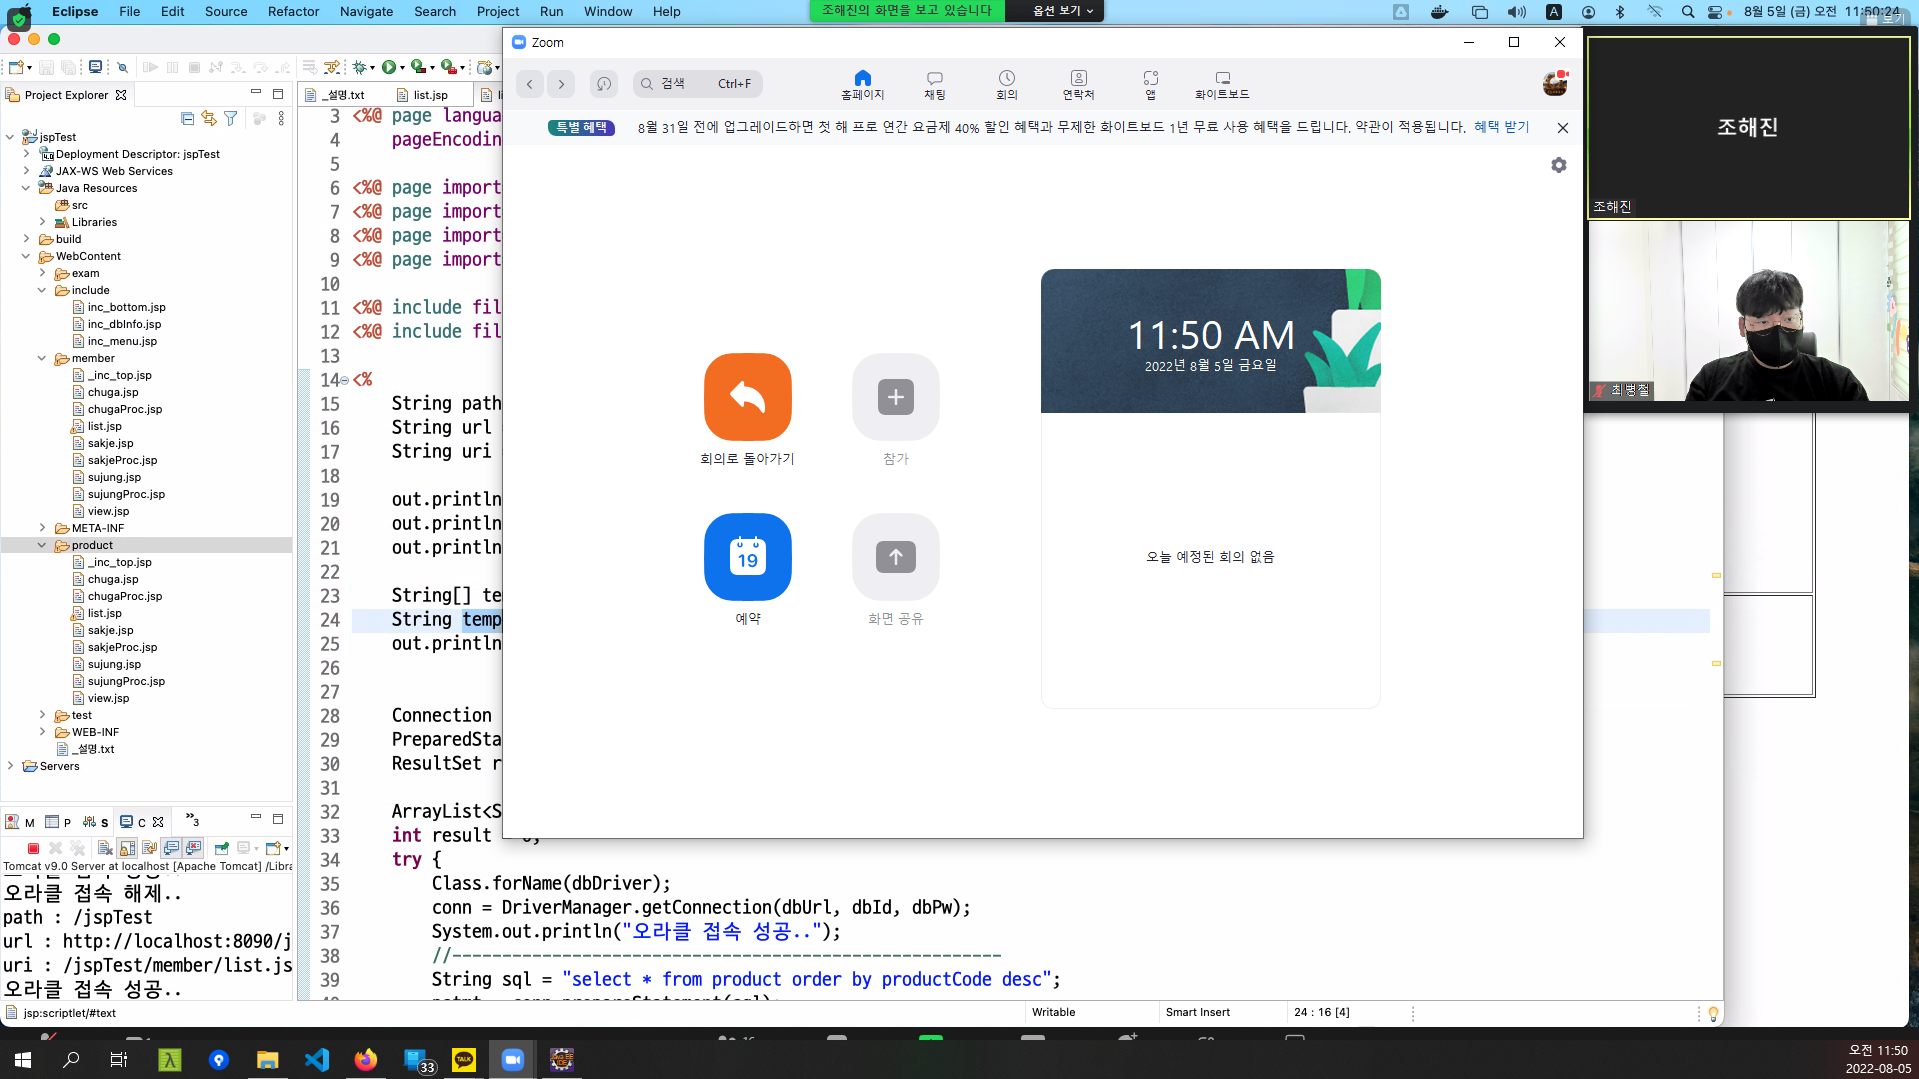 Eclipse File Edit Source Refactor Navigate Search Project Run Window Help
조해진의 화면을 보고 있습니다 옵션 보기
A 8월 5일 (금) 오전 11:50:24
보기
Project Explorer
jspTest
Deployment Descriptor: jspTest
JAX-WS Web Services
Java Resources
src
Libraries
build
WebContent
exam
include
inc_bottom.jsp
inc_dbInfo.jsp
inc_menu.jsp
member
_inc_top.jsp
chuga.jsp
chugaProc.jsp
list.jsp
sakje.jsp
sakjeProc.jsp
sujung.jsp
sujungProc.jsp
view.jsp
META-INF
product
_inc_top.jsp
chuga.jsp
chugaProc.jsp
list.jsp
sakje.jsp
sakjeProc.jsp
sujung.jsp
sujungProc.jsp
view.jsp
test
WEB-INF
_설명.txt
Servers
M P S C 3
Tomcat v9.0 Server at localhost [Apache Tomcat] /Libra
오라클 접속 해제..
path : /jspTest
url : http://localhost:8090/j
uri : /jspTest/member/list.js
오라클 접속 성공..
_설명.txt list.jsp
3 <%@ page langua
4 pageEncodin
5
6 <%@ page import
7 <%@ page import
8 <%@ page import
9 <%@ page import
10
11 <%@ include fil
12 <%@ include fil
13
14 <%
15 String path
16 String url
17 String uri
18
19 out.println
20 out.println
21 out.println
22
23 String[] te
24 String temp
25 out.println
26
27
28 Connection
29 PreparedSta
30 ResultSet r
31
32 ArrayList<S
33 int result = 0;
34 try {
35 Class.forName(dbDriver);
36 conn = DriverManager.getConnection(dbUrl, dbId, dbPw);
37 System.out.println("오라클 접속 성공..");
38 //-------------------------------------------------------
39 String sql = "select * from product order by productCode desc";
jsp:scriptlet/#text Writable Smart Insert 24 : 16 [4]
Zoom
검색 Ctrl+F
홈페이지 채팅 회의 연락처 앱 화이트보드
특별 혜택 8월 31일 전에 업그레이드하면 첫 해 프로 연간 요금제 40% 할인 혜택과 무제한 화이트보드 1년 무료 사용 혜택을 드립니다. 약관이 적용됩니다. 혜택 받기
회의로 돌아가기 참가
19
예약 화면 공유
11:50 AM
2022년 8월 5일 금요일
오늘 예정된 회의 없음
조해진
조해진
최병철
33
TALK
오전 11:50
2022-08-05